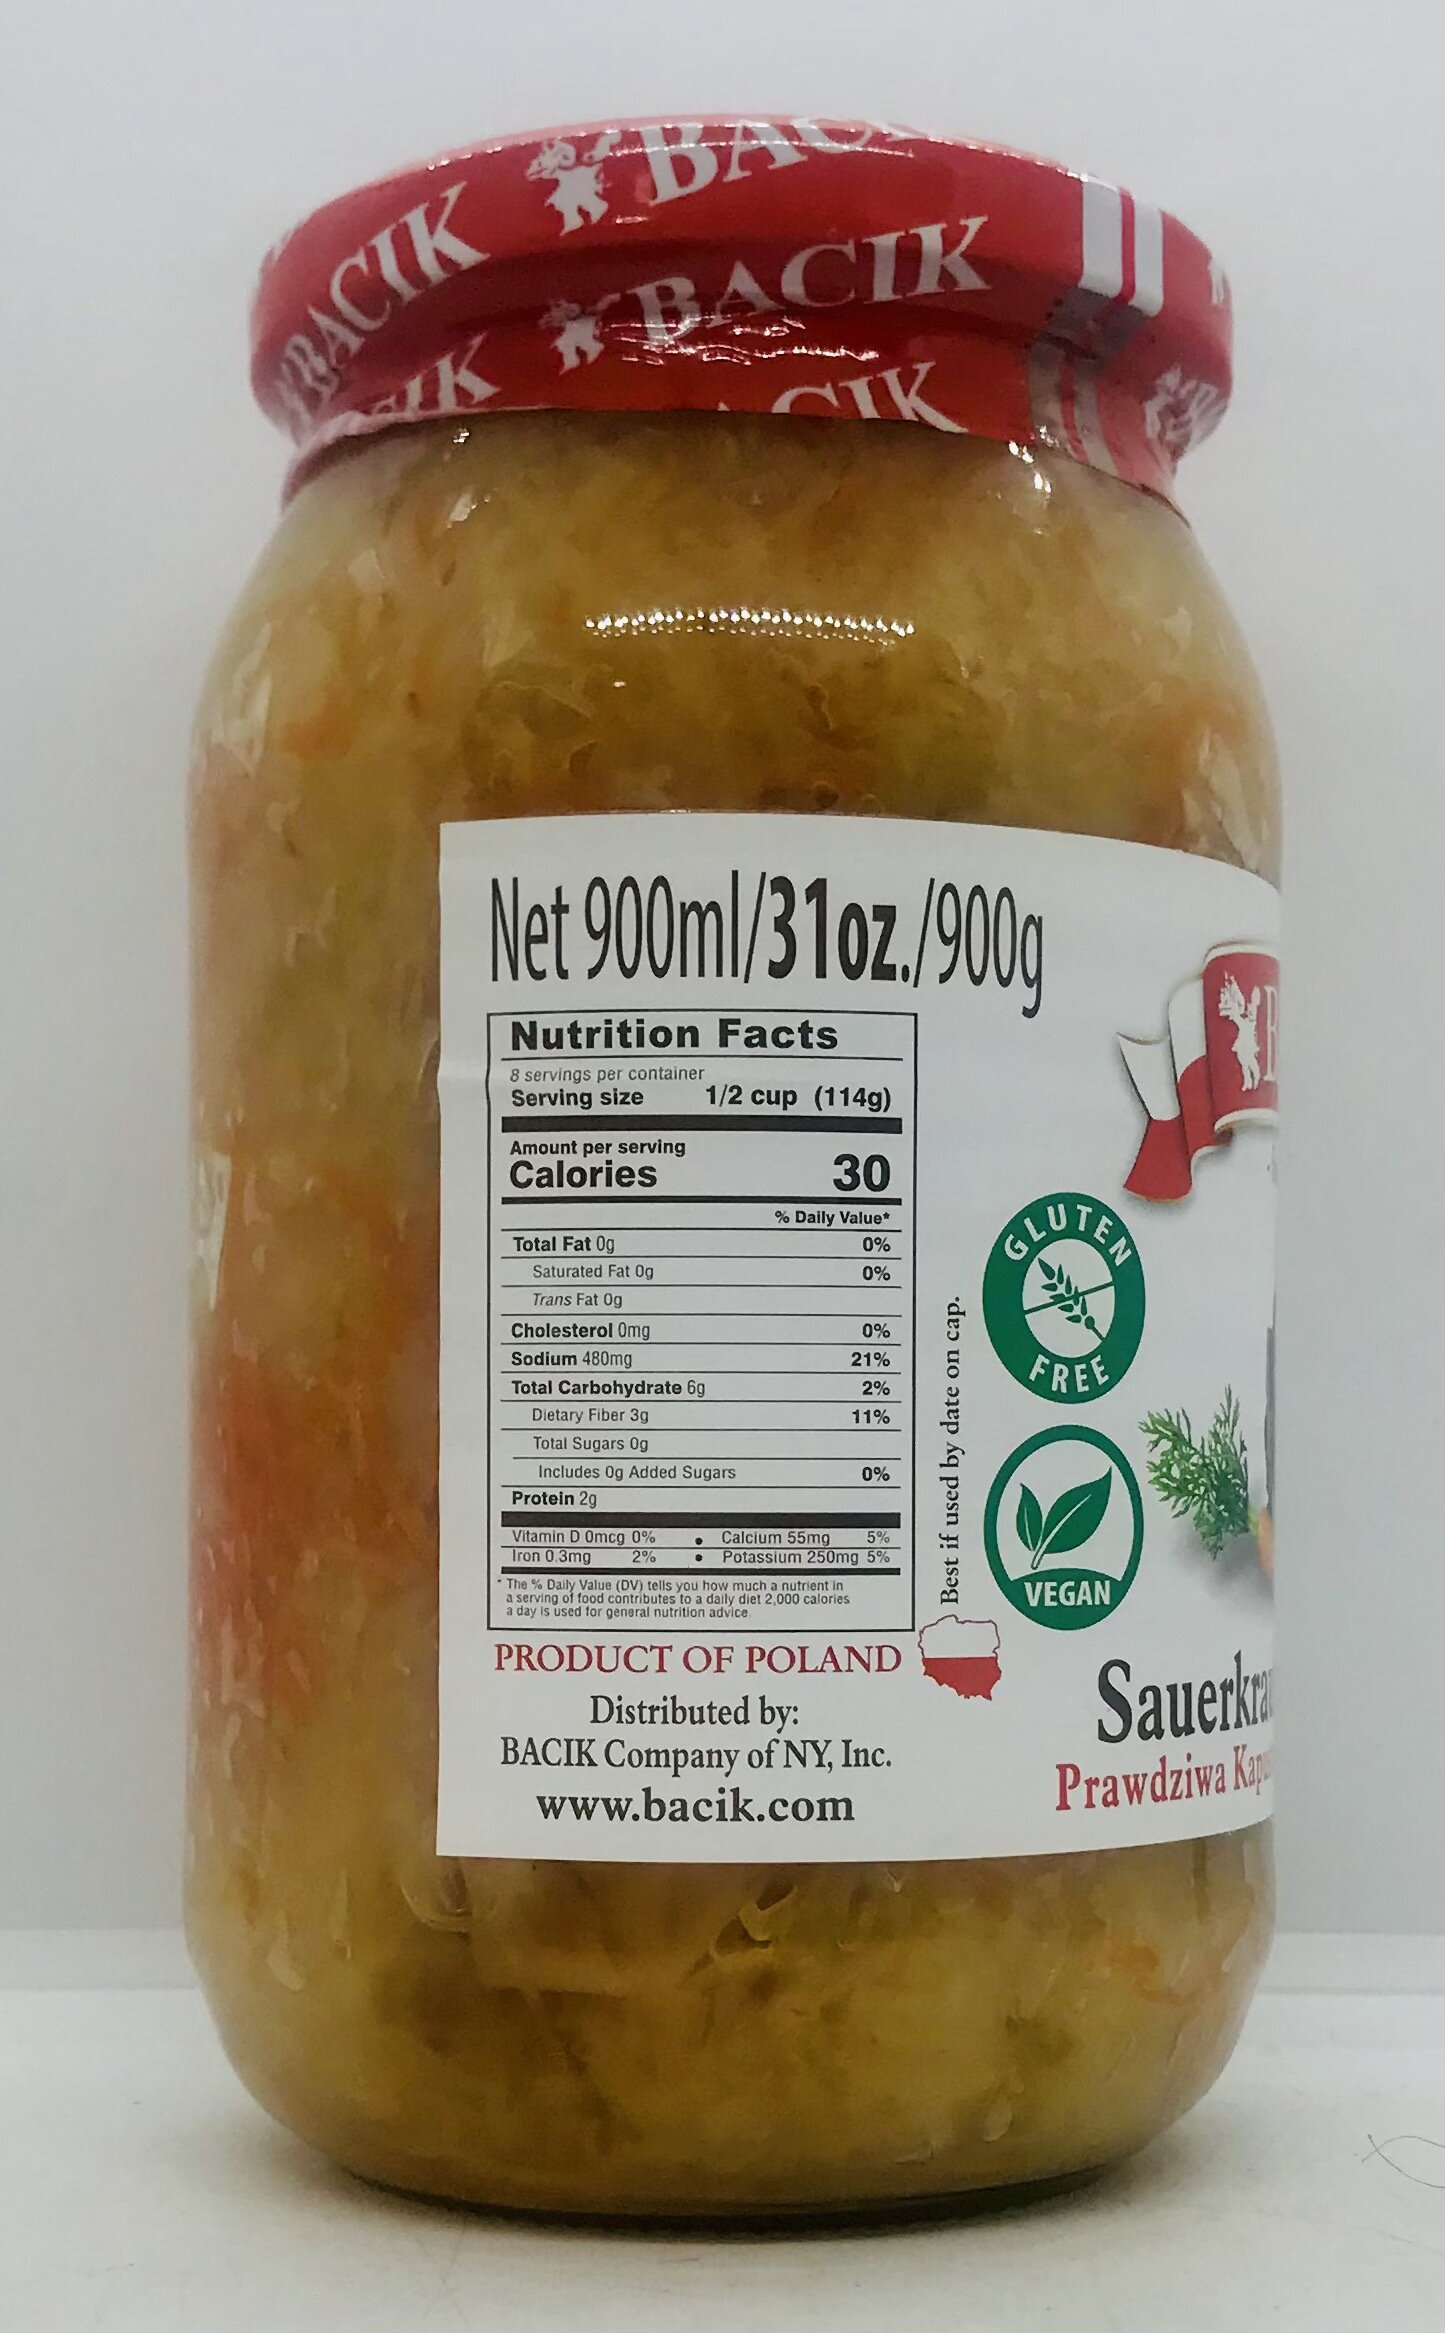 BACIK
BACIK
BACIK
Net 900ml/31oz./900g
Nutrition Facts
8 servings per container
Serving size 1/2 cup (114g)
Amount per serving
Calories 30
% Daily Value*
Total Fat 0g 0%
Saturated Fat 0g 0%
Trans Fat 0g
Cholesterol 0mg 0%
Sodium 480mg 21%
Total Carbohydrate 6g 2%
Dietary Fiber 3g 11%
Total Sugars 0g
Includes 0g Added Sugars 0%
Protein 2g
Vitamin D 0mcg 0% • Calcium 55mg 5%
Iron 0.3mg 2% • Potassium 250mg 5%
* The % Daily Value (DV) tells you how much a nutrient in
a serving of food contributes to a daily diet 2,000 calories
a day is used for general nutrition advice.
PRODUCT OF POLAND
Distributed by:
BACIK Company of NY, Inc.
www.bacik.com
Best if used by date on cap.
GLUTEN
FREE
VEGAN
Prawdziwa